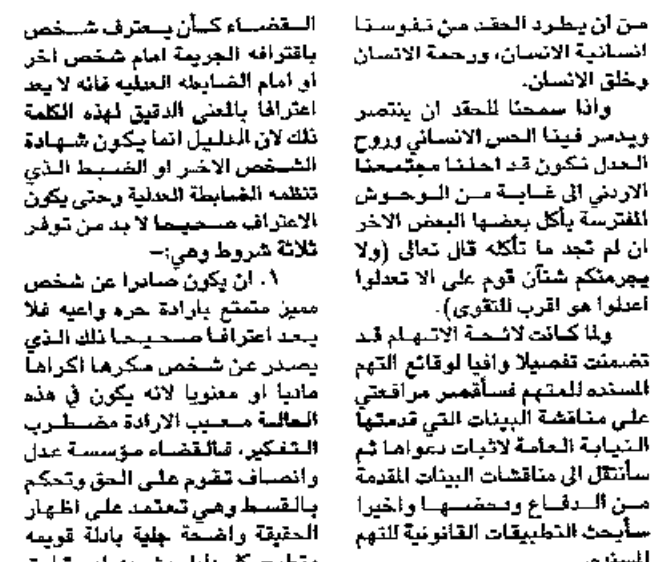 من ان يطرد الحقد من نفوسنا
انسانية الانسان، ورحمة الانسان
وخلق الانسان.
واذا سمحنا للحقد ان ينتصر
ويدمر فينا الحس الانساني وروح
العدل نكون قد احلنا مجتمعنا
الاردني الى غابة من الوحوش
المفترسة يأكل بعضها البعض الاخر
ان لم تجد ما تأكله قال تعالى (ولا
يجرمنكم شنآن قوم على الا تعدلوا
اعدلوا هو اقرب للتقوى).
ولما كانت لائحة الاتهام قد
تضمنت تفصيلا وافيا لوقائع التهم
المسنده للمتهم فسأقصر مرافعتي
على مناقشة البينات التي قدمتها
النيابة العامة لاثبات دعواها ثم
سأنتقل الى مناقشات البينات المقدمة
من الدفاع ودحضها واخيرا
سأبحث التطبيقات القانونية للتهم
المسنده
القضاء كأن يعترف شخص
باقترافه الجريمة امام شخص اخر
او امام الضابطه العدليه فانه لا يعد
اعترافا بالمعنى الدقيق لهذه الكلمة
ذلك لان الدليل انما يكون شهادة
الشخص الاخر او الضبط الذي
تنظمه الضابطة العدلية وحتى يكون
الاعتراف صحيحا لا بد من توفر
ثلاثة شروط وهي:–
١. ان يكون صادرا عن شخص
مميز متمتع بارادة حره واعيه فلا
يعد اعترافا صحيحا ذلك الذي
يصدر عن شخص مكرها اكراها
ماديا او معنويا لانه يكون في هذه
الحالة معيب الارادة مضطرب
التفكير، فالقضاء مؤسسة عدل
وانصاف تقوم على الحق وتحكم
بالقسط وهي تعتمد على اظهار
الحقيقة واضحة جلية بادلة قويمه